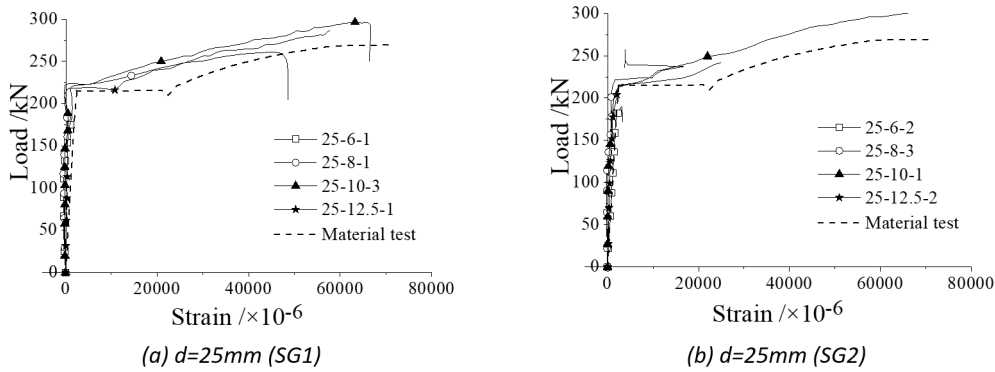 300
250
200
150
100
50
0
Load /kN
25-6-1
25-8-1
25-10-3
25-12.5-1
Material test
0 20000 40000 60000 80000
Strain /×10⁻⁶
(a) d=25mm (SG1)
300
250
200
150
100
50
0
Load /kN
25-6-2
25-8-3
25-10-1
25-12.5-2
Material test
0 20000 40000 60000 80000
Strain /×10⁻⁶
(b) d=25mm (SG2)